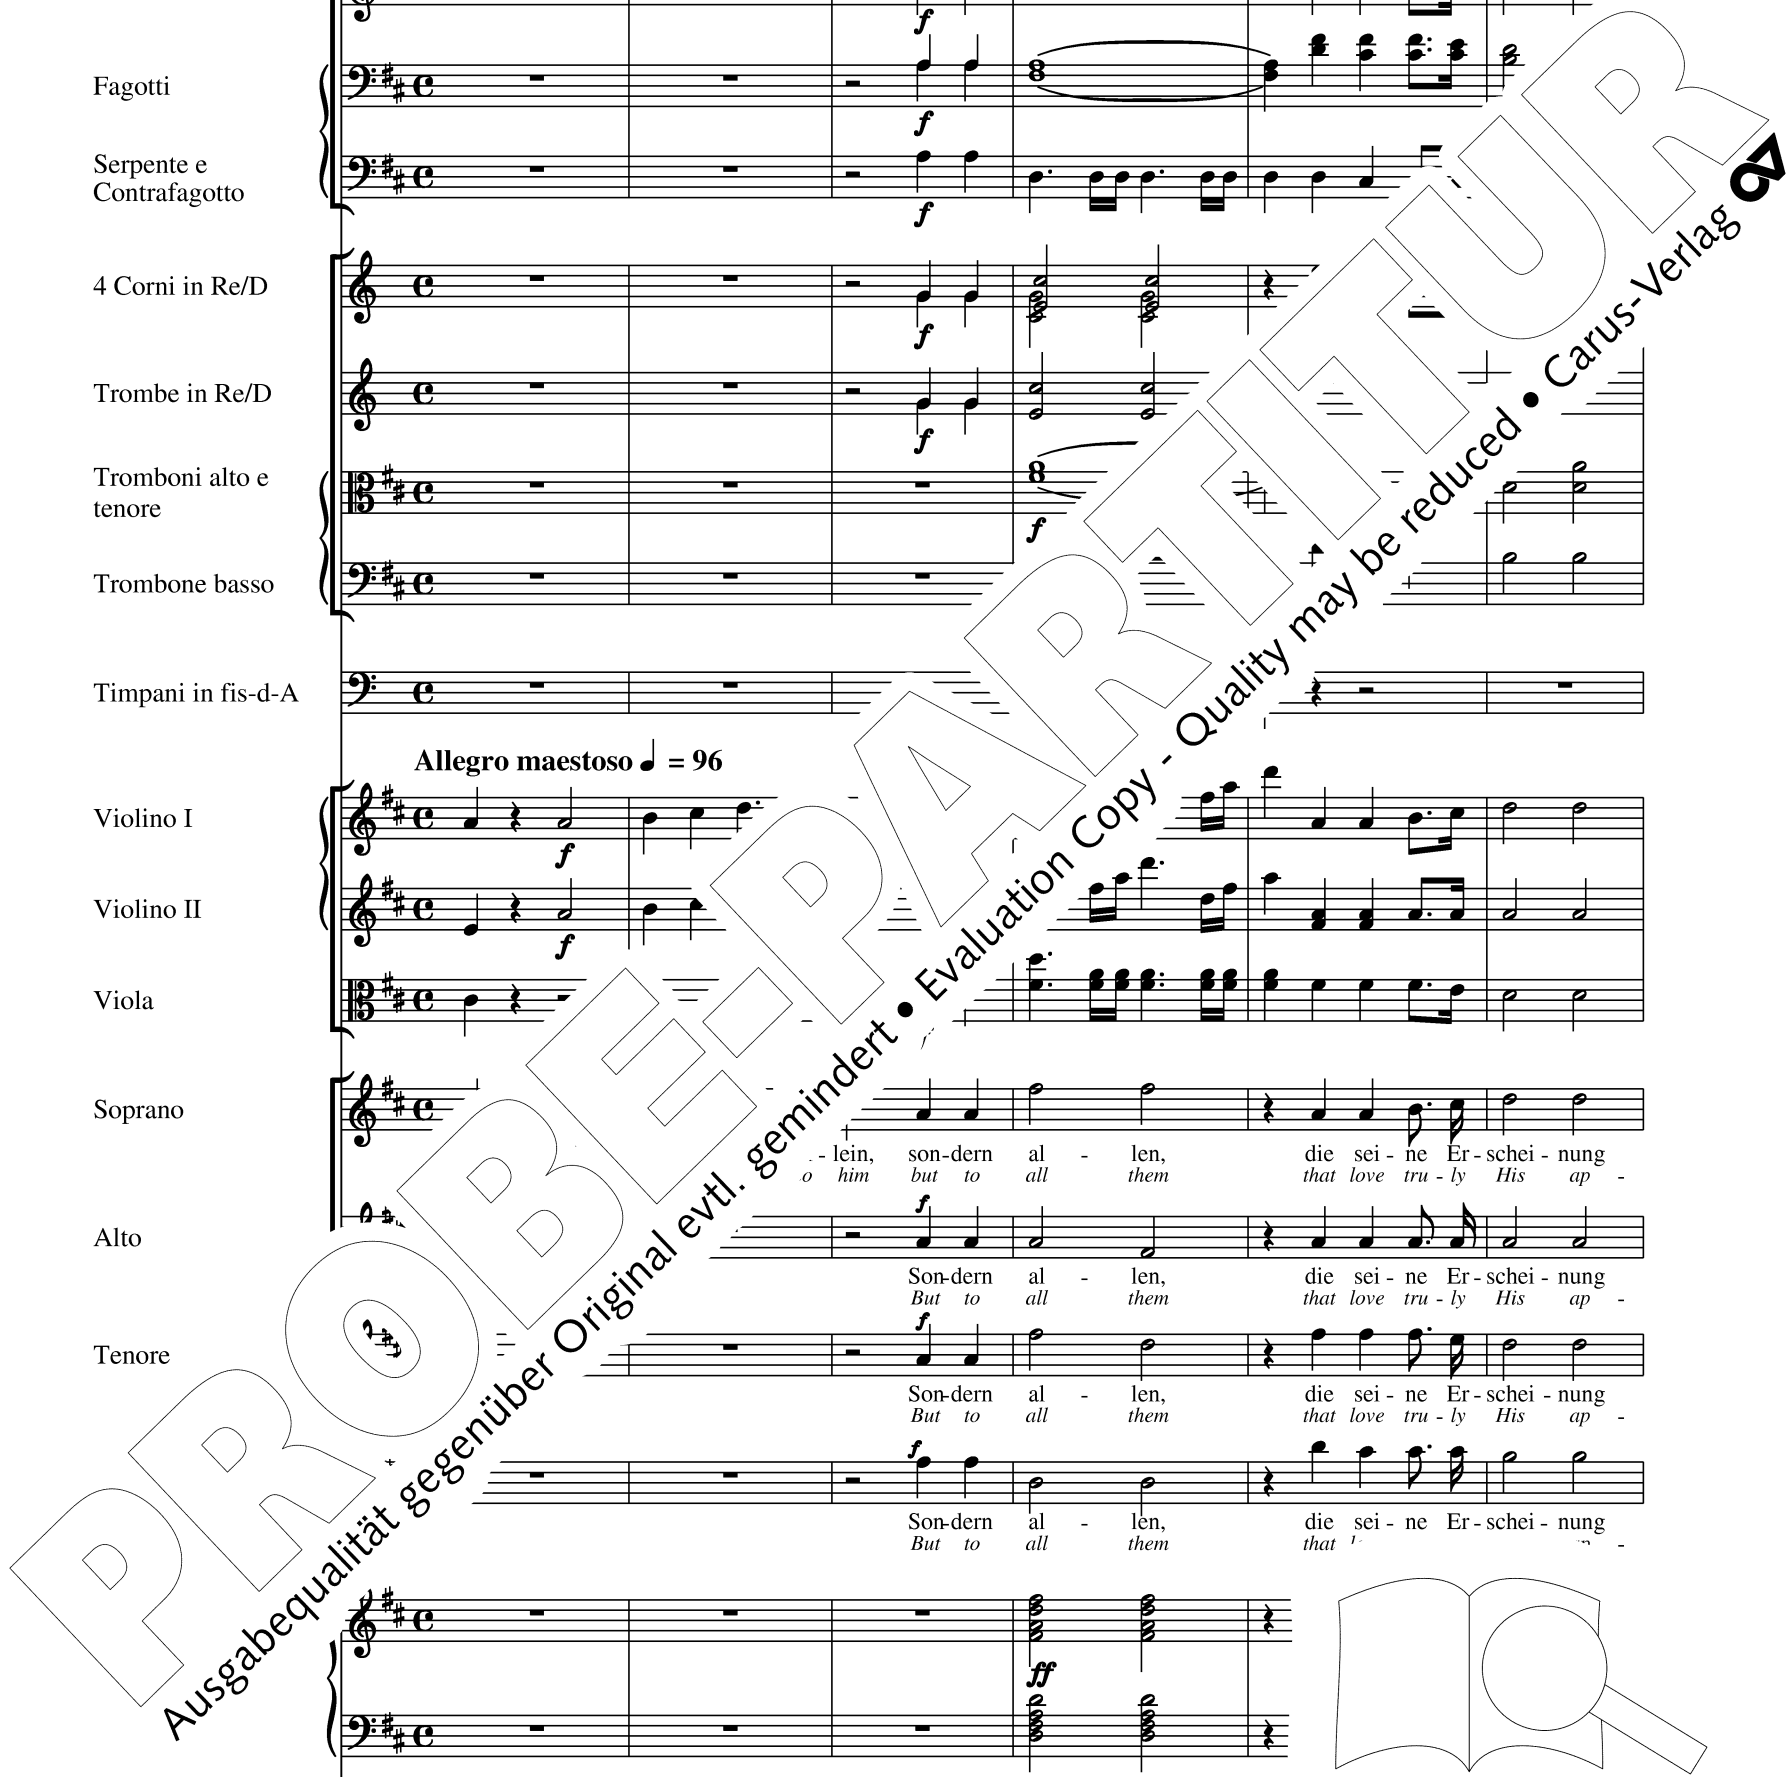 f
Fagotti
f
Serpente e
Contrafagotto
f
4 Corni in Re/D
f
Trombe in Re/D
f
Tromboni alto e
tenore
f
Trombone basso
Timpani in fis-d-A
Allegro maestoso ♩ = 96
Violino I
f
Violino II
f
Viola
Soprano
- lein, son-dern al - len, die sei - ne Er - schei - nung
him but to all them that love tru - ly His ap -
f
Alto
Son-dern al - len, die sei - ne Er - schei - nung
But to all them that love tru - ly His ap -
f
Tenore
Son-dern al - len, die sei - ne Er - schei - nung
But to all them that love tru - ly His ap -
f
Son-dern al - len, die sei - ne Er - schei - nung
But to all them that
ff
PROBE-PARTITUR
Ausgabequalität gegenüber Original evtl. gemindert • Evaluation Copy - Quality may be reduced • Carus-Verlag